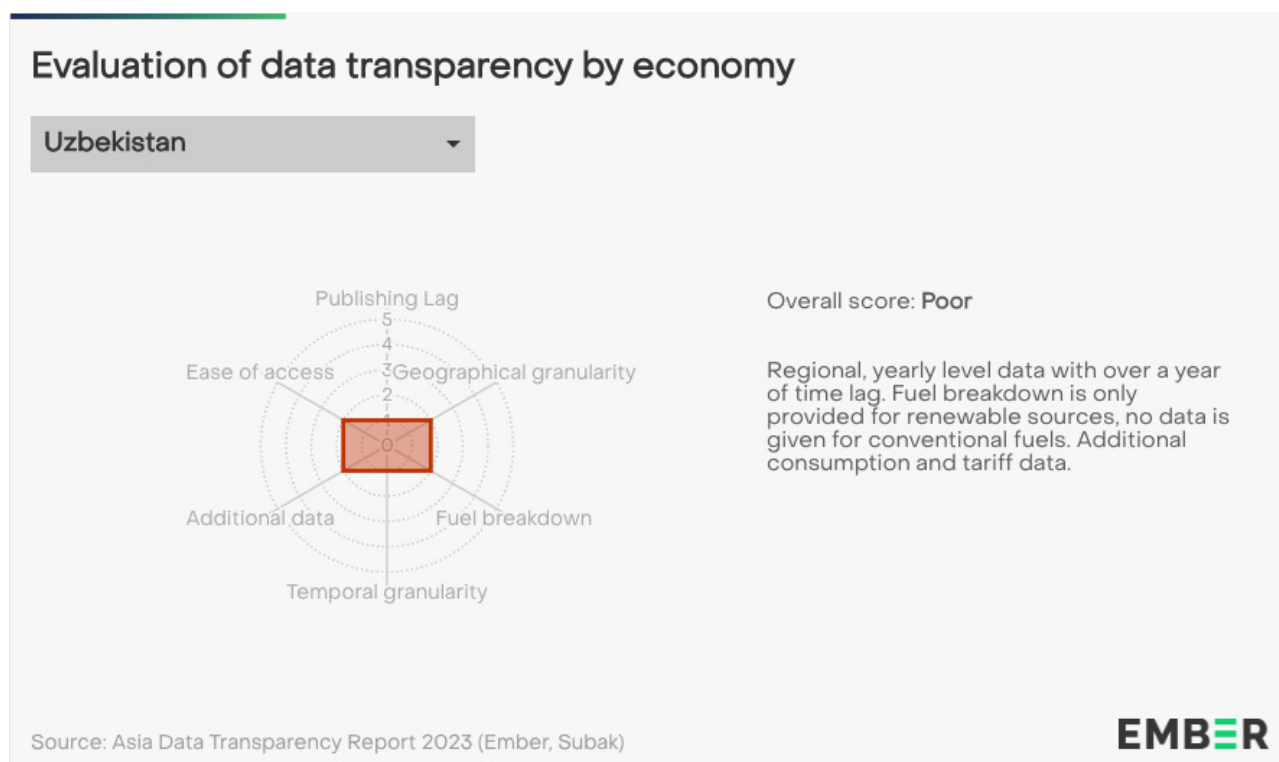 Evaluation of data transparency by economy
Uzbekistan
Publishing Lag
5
4
Ease of access
3
Geographical granularity
2
1
0
Additional data
Fuel breakdown
Temporal granularity
Overall score: Poor
Regional, yearly level data with over a year
of time lag. Fuel breakdown is only
provided for renewable sources, no data is
given for conventional fuels. Additional
consumption and tariff data.
Source: Asia Data Transparency Report 2023 (Ember, Subak)
EMBER